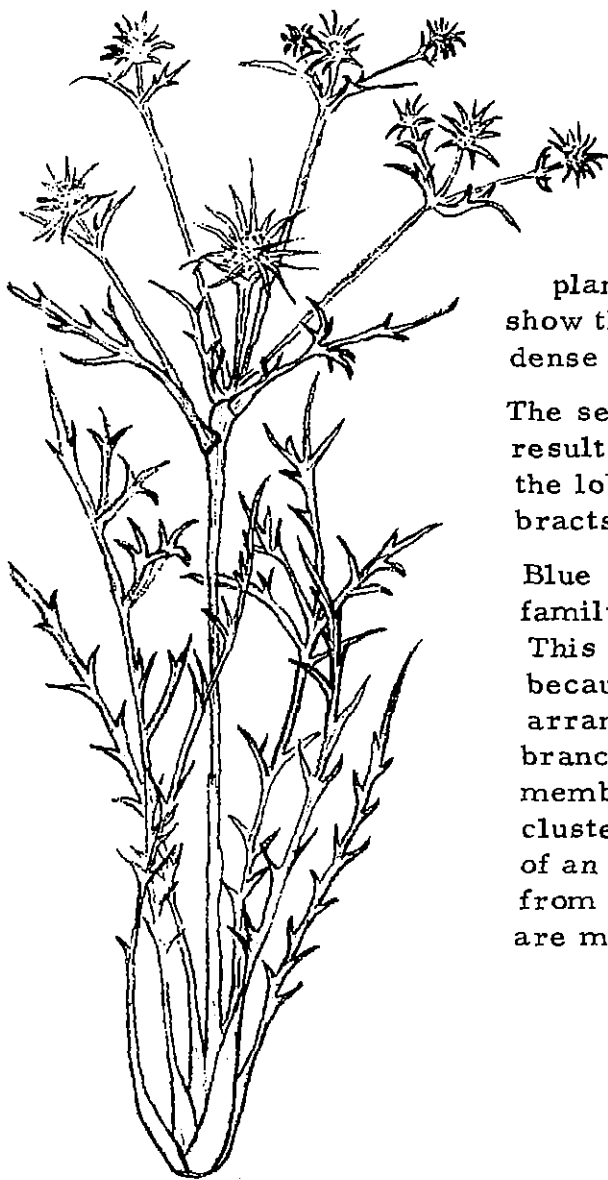 plan
show th
dense
The se
result
the lo
bracts
Blue
famil
This
becau
arran
branc
memb
cluste
of an
from
are m